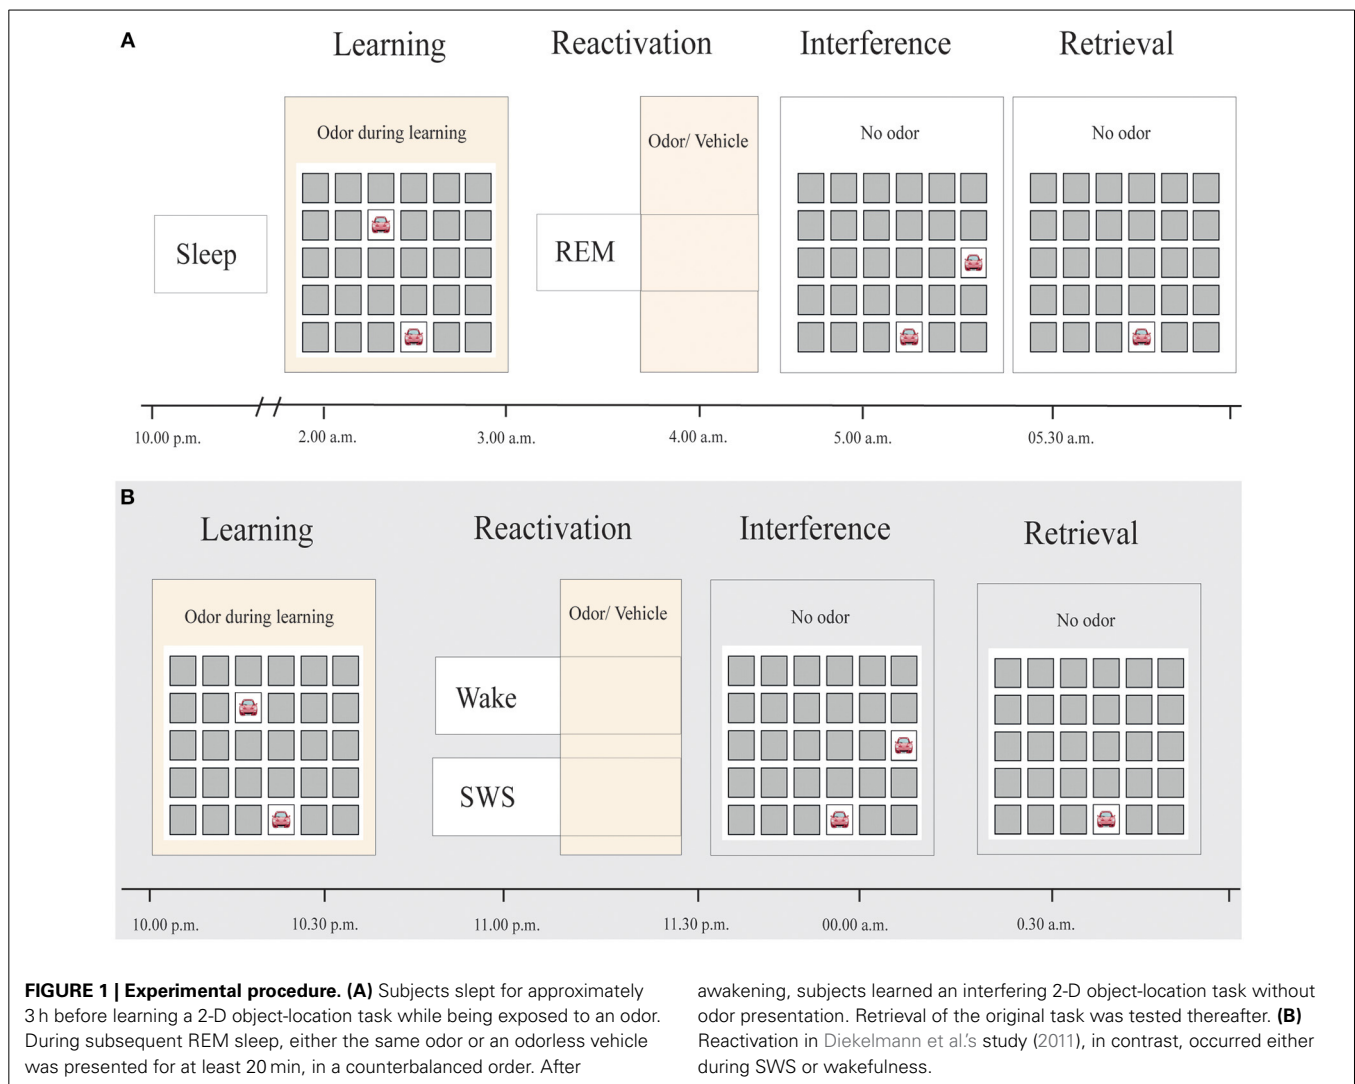 A
Learning
Reactivation
Interference
Retrieval
Odor during learning
Odor/ Vehicle
No odor
No odor
Sleep
REM
10.00 p.m.
2.00 a.m.
3.00 a.m.
4.00 a.m.
5.00 a.m.
05.30 a.m.
B
Learning
Reactivation
Interference
Retrieval
Odor during learning
Odor/ Vehicle
No odor
No odor
Wake
SWS
10.00 p.m.
10.30 p.m.
11.00 p.m.
11.30 p.m.
00.00 a.m.
0.30 a.m.
FIGURE 1 | Experimental procedure. (A) Subjects slept for approximately
3 h before learning a 2-D object-location task while being exposed to an odor.
During subsequent REM sleep, either the same odor or an odorless vehicle
was presented for at least 20 min, in a counterbalanced order. After
awakening, subjects learned an interfering 2-D object-location task without
odor presentation. Retrieval of the original task was tested thereafter. (B)
Reactivation in Diekelmann et al.'s study (2011), in contrast, occurred either
during SWS or wakefulness.